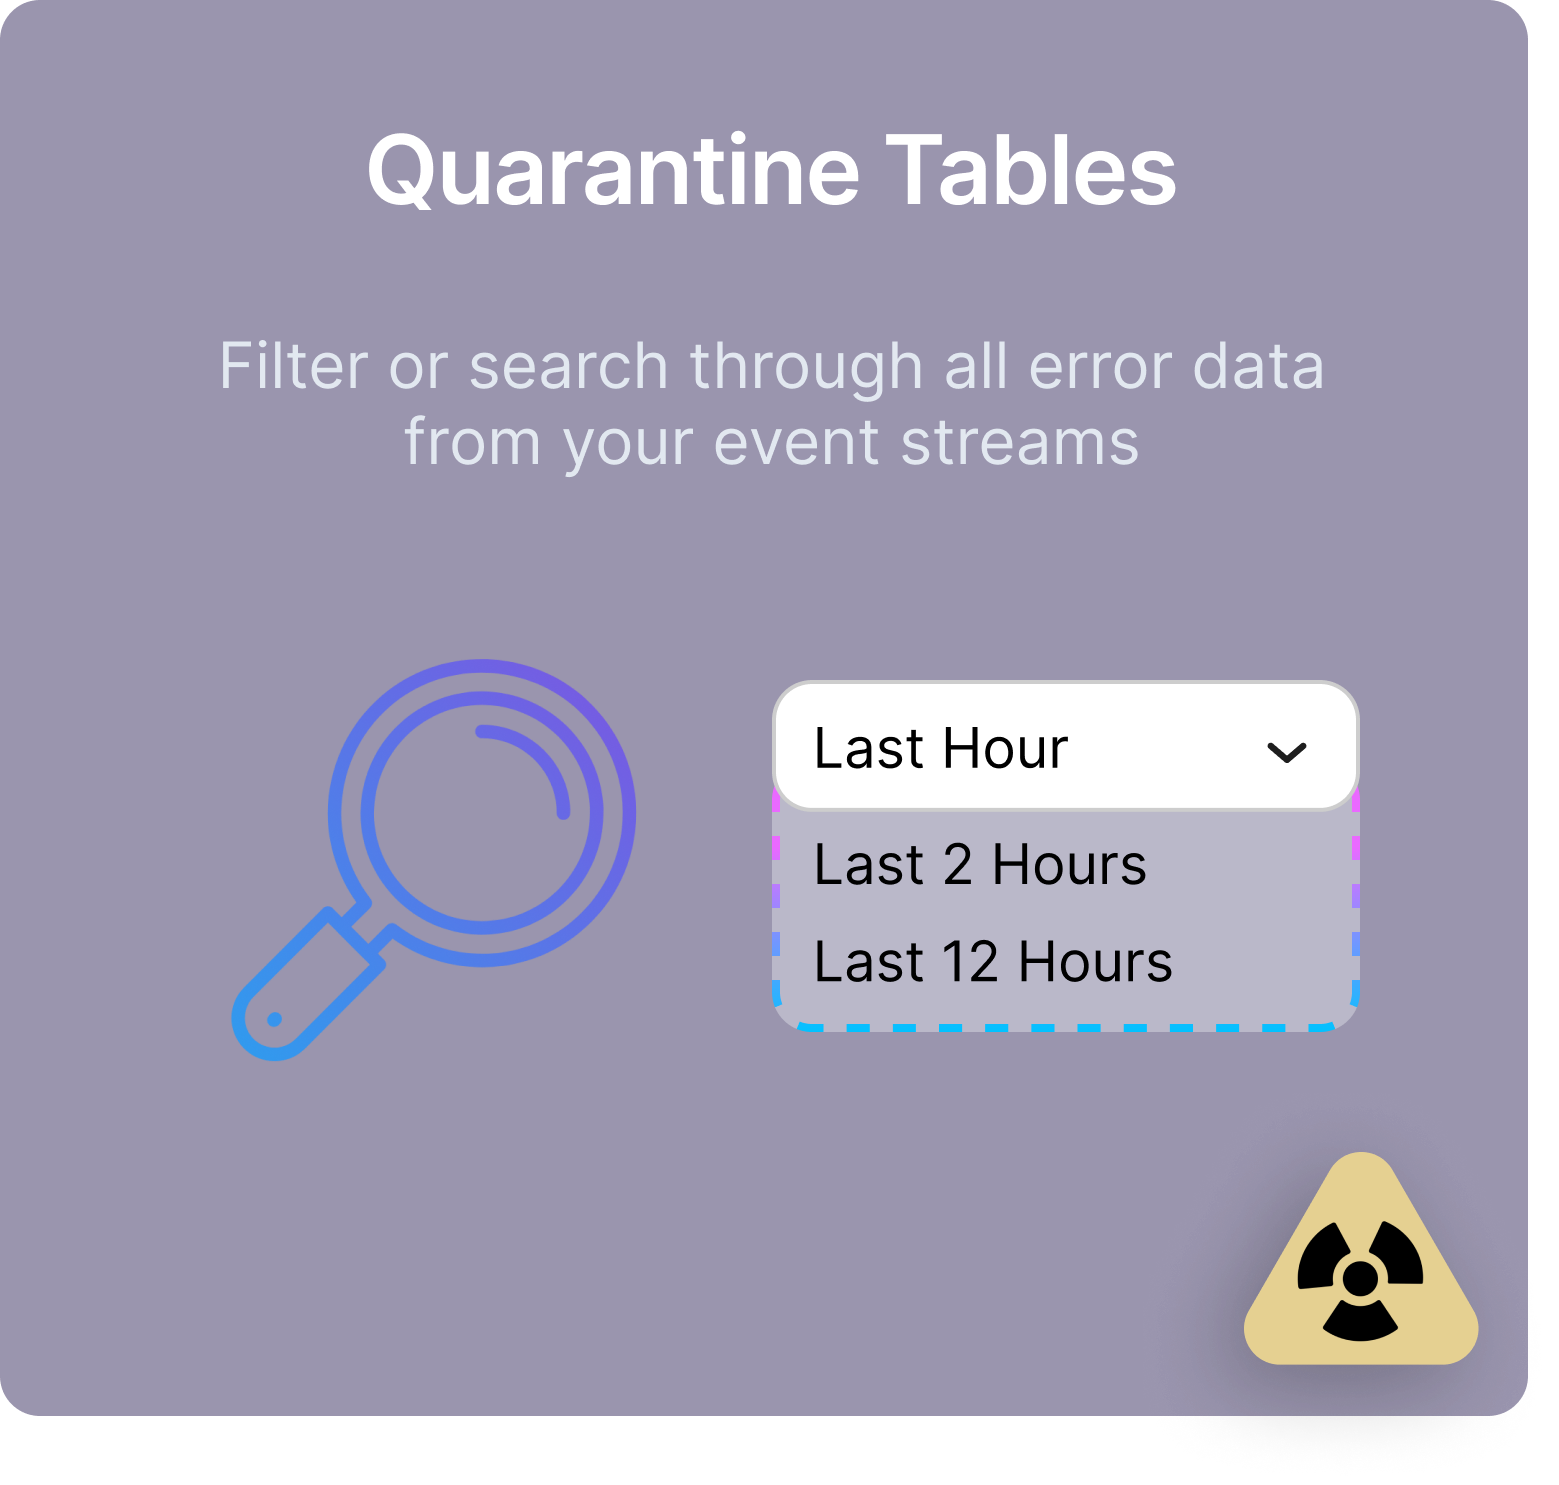 Quarantine Tables
Filter or search through all error data
from your event streams
Last Hour
Last 2 Hours
Last 12 Hours